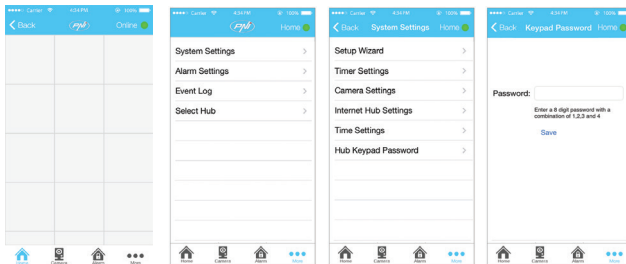 Carrier 4:34 PM 100%
Back PNI Online
Home Camera Alarm More
Carrier 4:34 PM 100%
PNI Home
System Settings
Alarm Settings
Event Log
Select Hub
Home Camera Alarm More
Carrier 4:34 PM 100%
Back System Settings Home
Setup Wizard
Timer Settings
Camera Settings
Internet Hub Settings
Time Settings
Hub Keypad Password
Home Camera Alarm More
Carrier 4:34 PM 100%
Back Keypad Password Home
Password:
Enter a 8 digit password with a
combination of 1,2,3 and 4
Save
Home Camera Alarm More